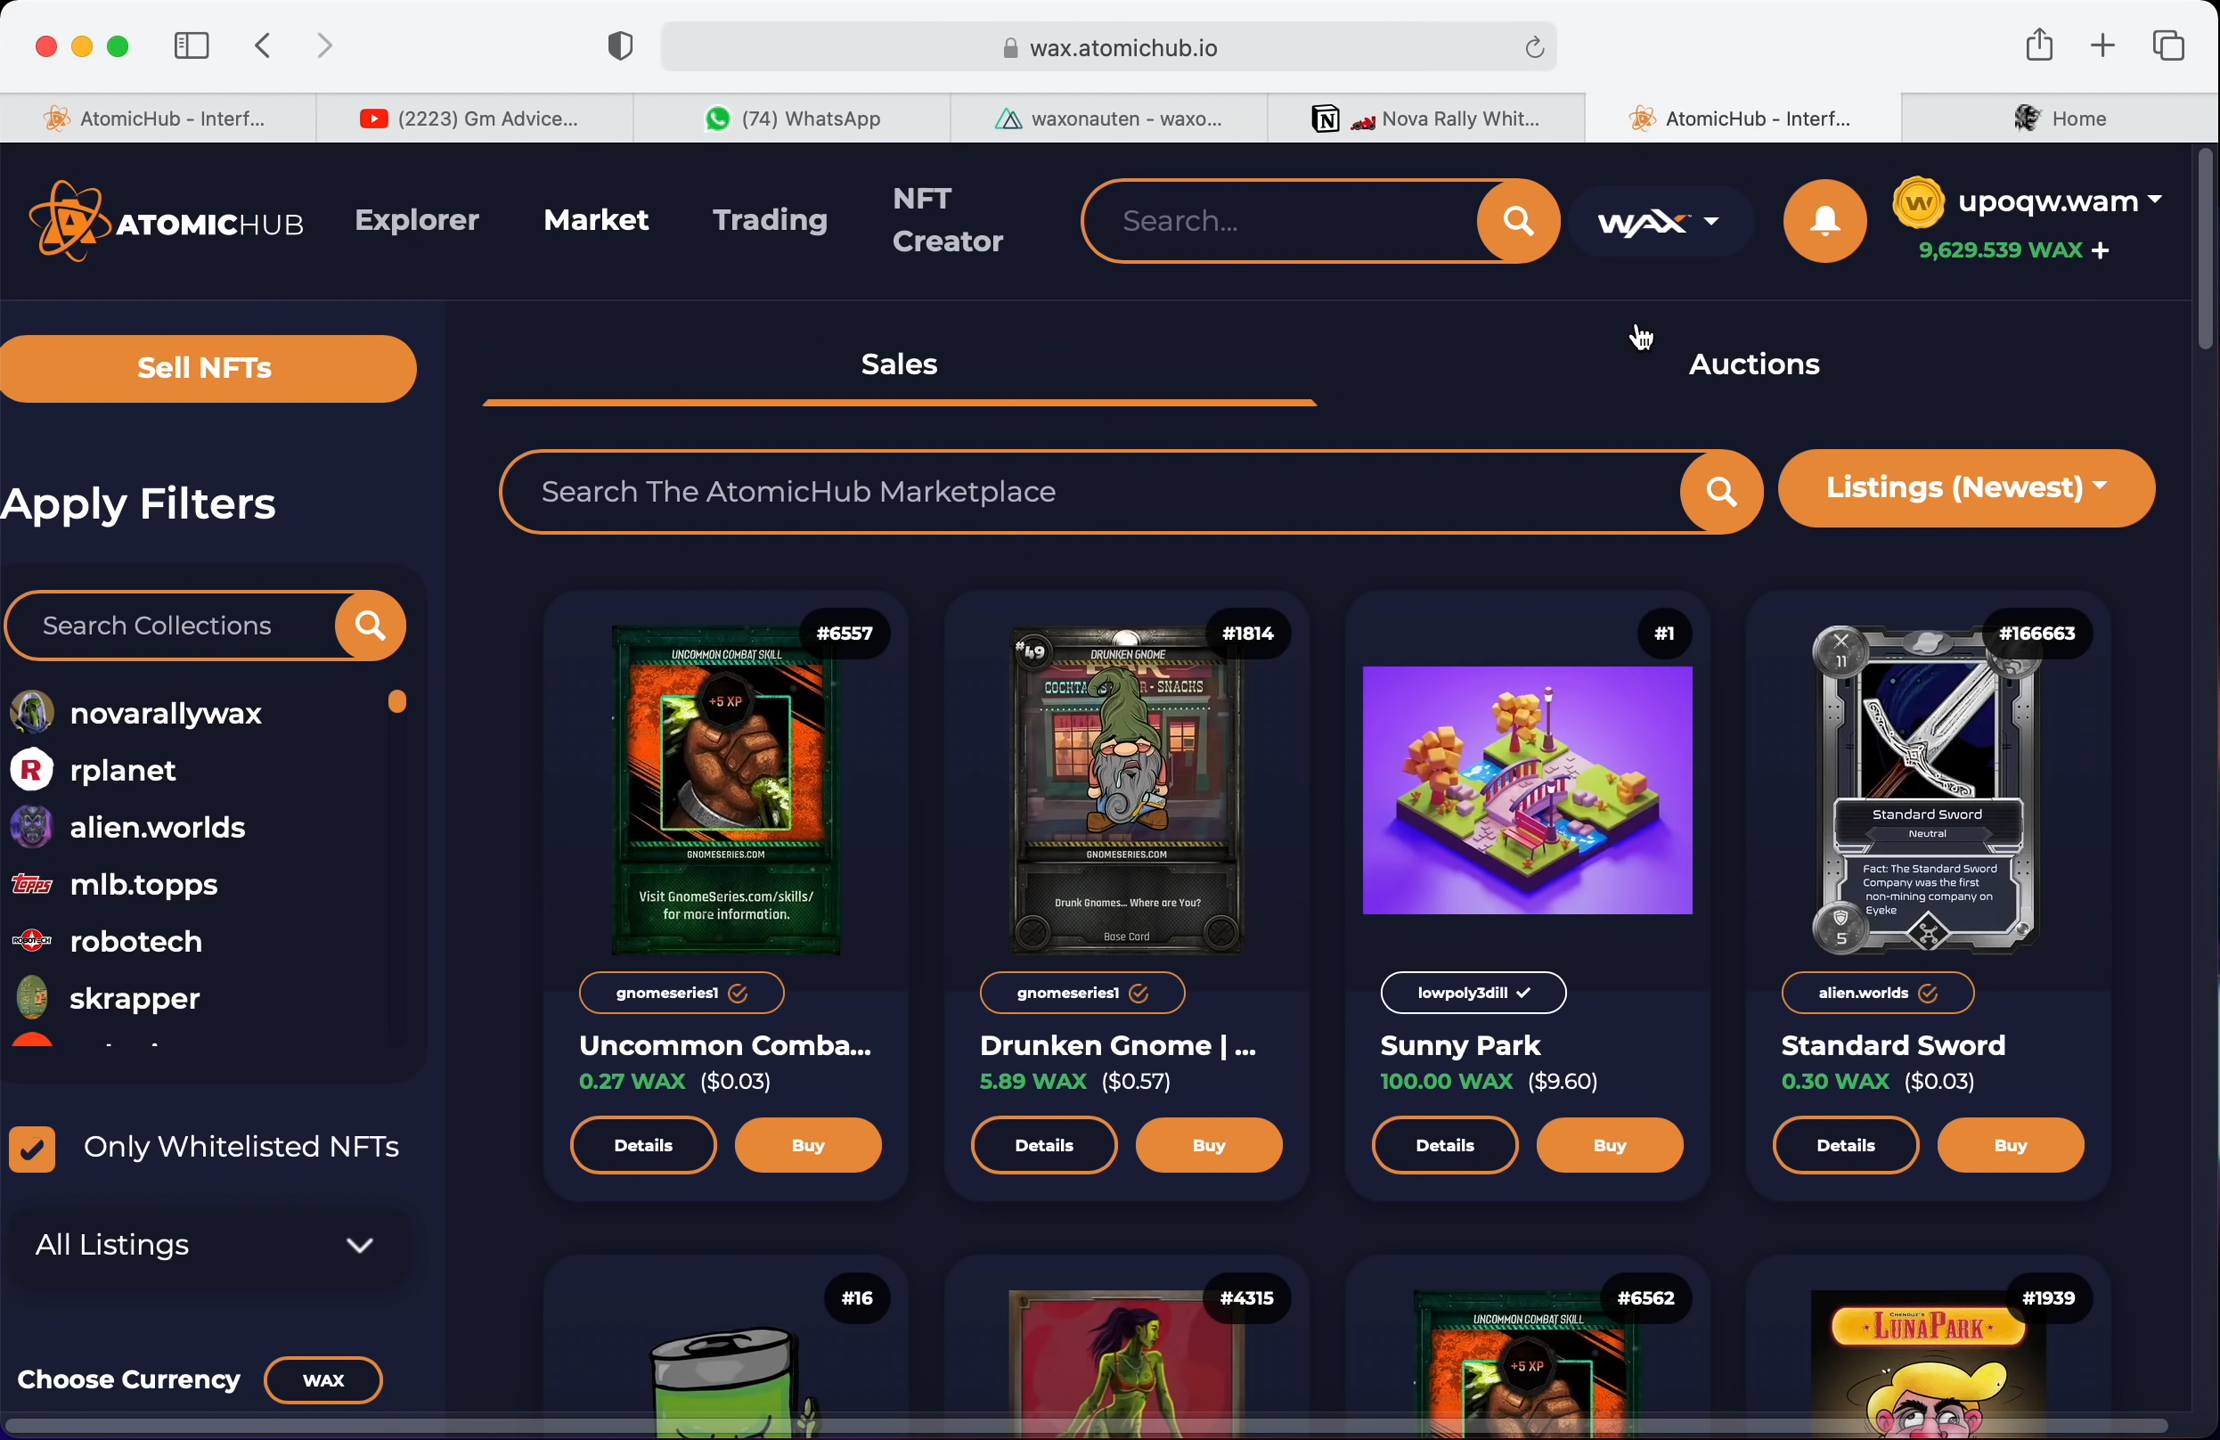 wax.atomichub.io
AtomicHub - Interf...
(2223) Gm Advice...
(74) WhatsApp
waxonauten - waxo...
Nova Rally Whit...
AtomicHub - Interf...
Home
ATOMICHUB
Explorer
Market
Trading
NFT
Creator
Search...
WAX
upoqw.wam
9,629.539 WAX +
Sell NFTs
Sales
Auctions
Search The AtomicHub Marketplace
Listings (Newest)
Apply Filters
Search Collections
novarallywax
R
rplanet
alien.worlds
topps
mlb.topps
ROBOTECH
robotech
skrapper
Only Whitelisted NFTs
All Listings
Choose Currency
WAX
#6557
UNCOMMON COMBAT SKILL
+5 XP
GNOMESERIES.COM
Visit GnomeSeries.com/skills/
for more information.
gnomeseries1
Uncommon Comba...
0.27 WAX ($0.03)
Details
Buy
#1814
#49
DRUNKEN GNOME
- SNACKS
GNOMESERIES.COM
Drunk Gnomes... Where are You?
Base Card
gnomeseries1
Drunken Gnome | ...
5.89 WAX ($0.57)
Details
Buy
#1
lowpoly3dill
Sunny Park
100.00 WAX ($9.60)
Details
Buy
#166663
11
Standard Sword
Neutral
Fact: The Standard Sword
Company was the first
non-mining company on
Eyeke
5
alien.worlds
Standard Sword
0.30 WAX ($0.03)
Details
Buy
#16
#4315
#6562
UNCOMMON COMBAT SKILL
+5 XP
#1939
LUNAPARK